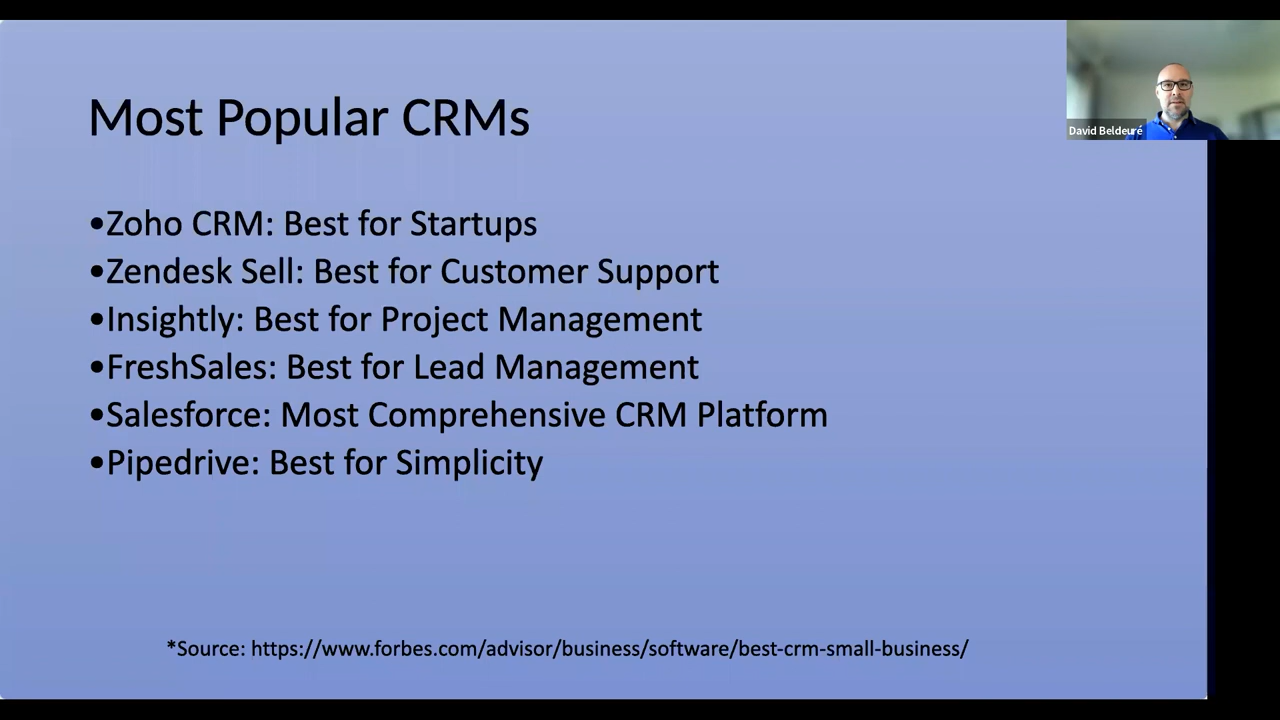 Most Popular CRMs
David Beldeuré
•Zoho CRM: Best for Startups
•Zendesk Sell: Best for Customer Support
•Insightly: Best for Project Management
•FreshSales: Best for Lead Management
•Salesforce: Most Comprehensive CRM Platform
•Pipedrive: Best for Simplicity
*Source: https://www.forbes.com/advisor/business/software/best-crm-small-business/